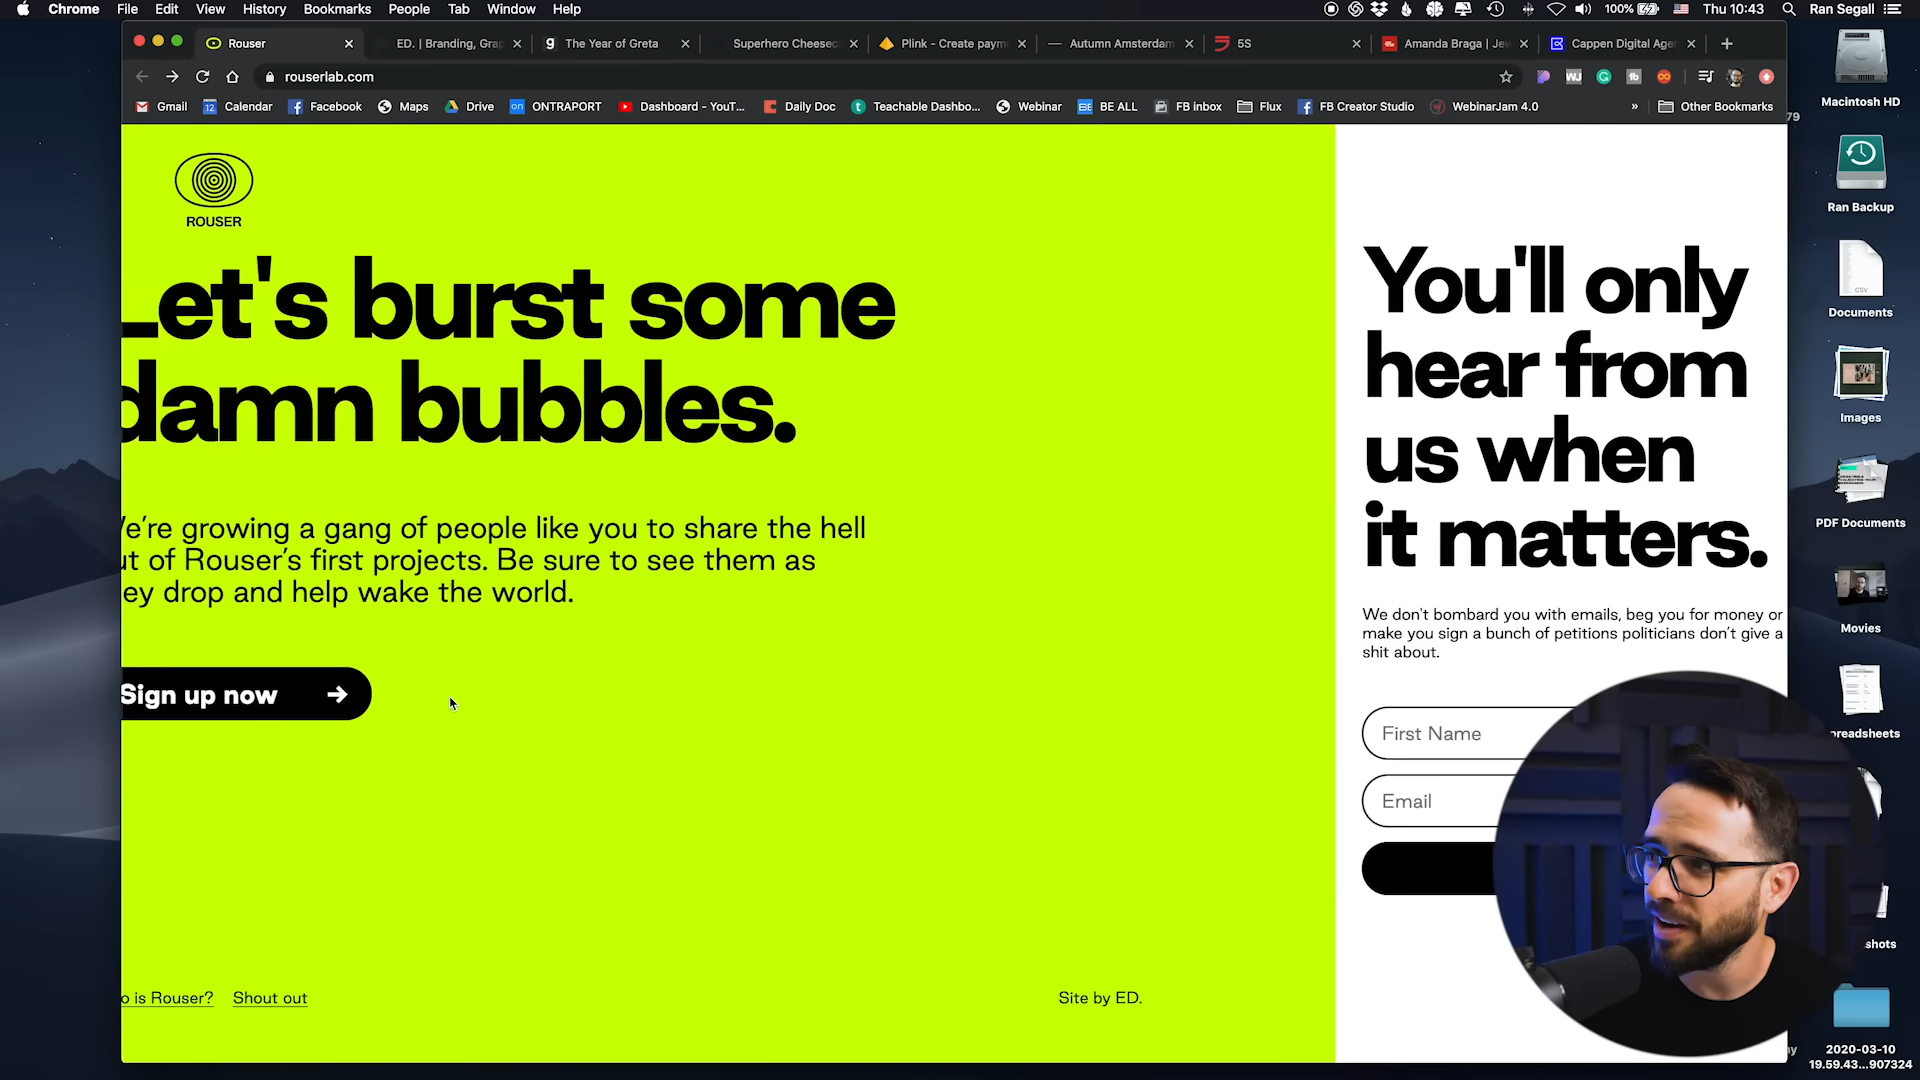 Chrome File Edit View History Bookmarks People Tab Window Help
100% Thu 10:43 Ran Segall
Rouser
ED. | Branding, Grap
The Year of Greta
Superhero Cheesec
Plink - Create paym
Autumn Amsterdam
5S
Amanda Braga | Je
Cappen Digital Age
rouserlab.com
Gmail
Calendar
Facebook
Maps
Drive
ONTRAPORT
Dashboard - YouT...
Daily Doc
Teachable Dashbo...
Webinar
BE ALL
FB inbox
Flux
FB Creator Studio
WebinarJam 4.0
»
Other Bookmarks
ROUSER
Let's burst some
damn bubbles.
e're growing a gang of people like you to share the hell
ut of Rouser's first projects. Be sure to see them as
ey drop and help wake the world.
Sign up now →
o is Rouser?
Shout out
Site by ED.
You'll only
hear from
us when
it matters.
We don't bombard you with emails, beg you for money or
make you sign a bunch of petitions politicians don't give a
shit about.
First Name
Email
Macintosh HD
79
Ran Backup
CSV
Documents
Images
PDF Documents
Movies
preadsheets
shots
2020-03-10
19.59.43...907324